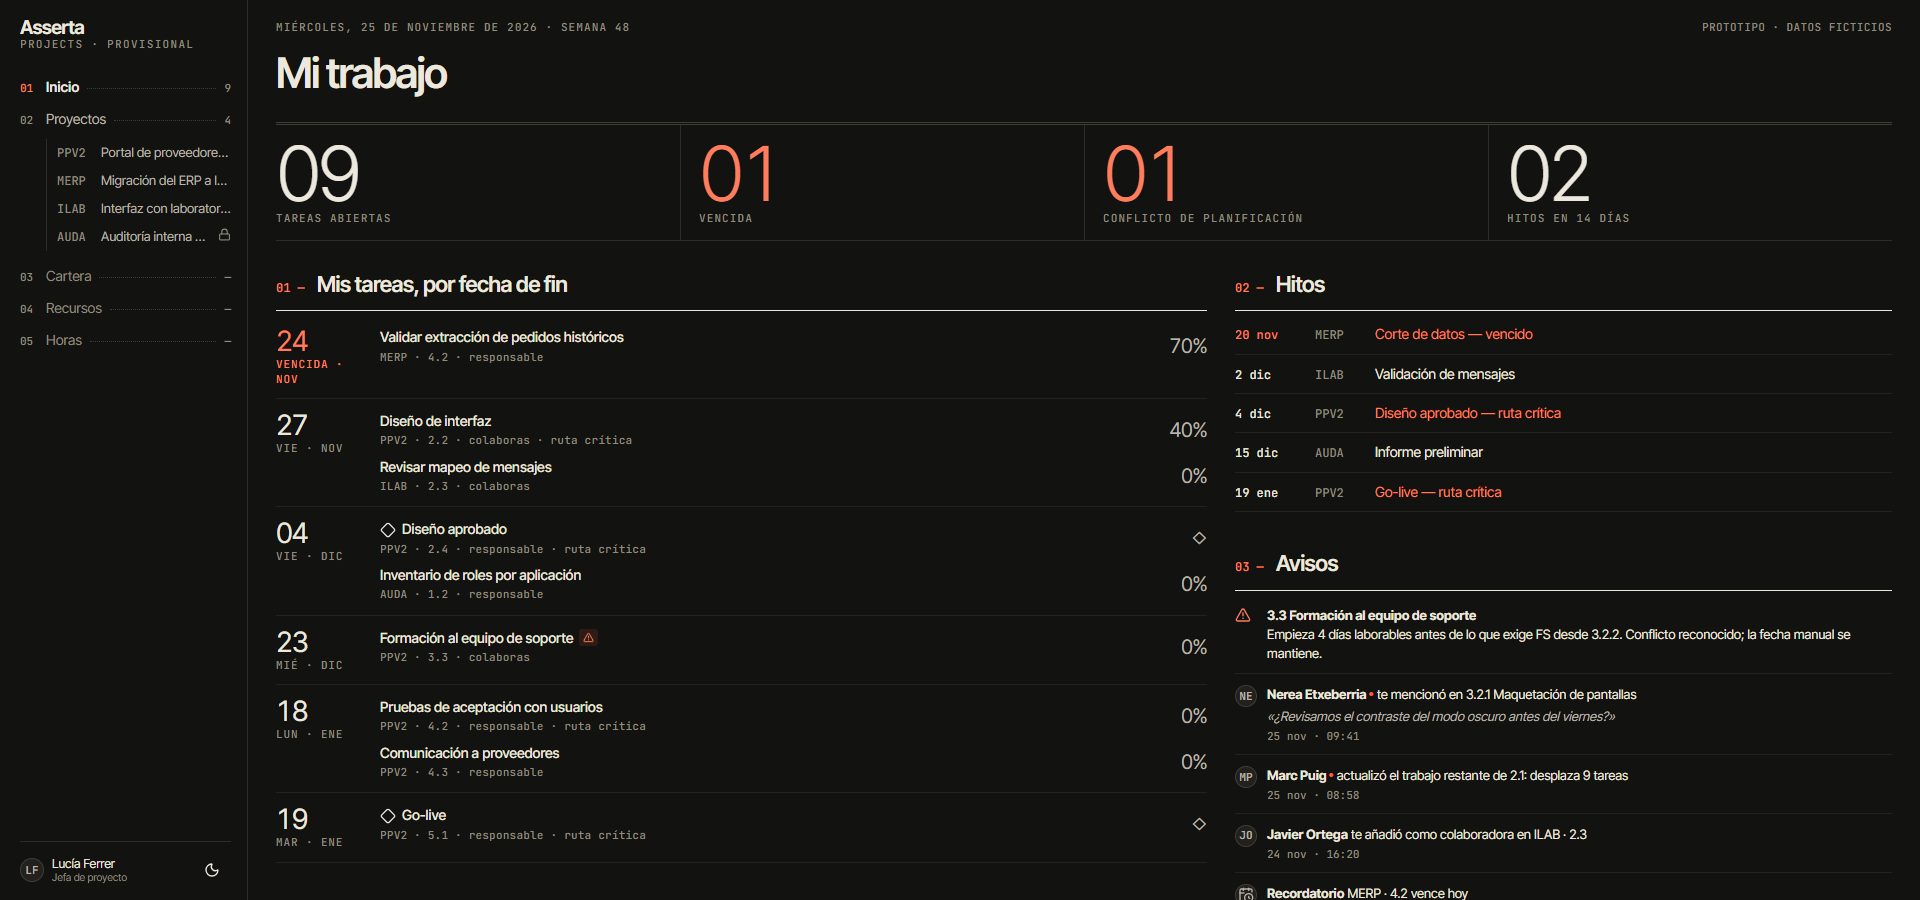 Asserta
PROJECTS · PROVISIONAL
01 Inicio 9
02 Proyectos 4
PPV2 Portal de proveedore...
MERP Migración del ERP a l...
ILAB Interfaz con laborator...
AUDA Auditoría interna ...
03 Cartera –
04 Recursos –
05 Horas –
LF Lucía Ferrer
Jefa de proyecto
MIÉRCOLES, 25 DE NOVIEMBRE DE 2026 · SEMANA 48
PROTOTIPO · DATOS FICTICIOS
Mi trabajo
09
TAREAS ABIERTAS
01
VENCIDA
01
CONFLICTO DE PLANIFICACIÓN
02
HITOS EN 14 DÍAS
01 — Mis tareas, por fecha de fin
24
VENCIDA ·
NOV
Validar extracción de pedidos históricos
MERP · 4.2 · responsable
70%
27
VIE · NOV
Diseño de interfaz
PPV2 · 2.2 · colaboras · ruta crítica
40%
Revisar mapeo de mensajes
ILAB · 2.3 · colaboras
0%
04
VIE · DIC
Diseño aprobado
PPV2 · 2.4 · responsable · ruta crítica
Inventario de roles por aplicación
AUDA · 1.2 · responsable
0%
23
MIÉ · DIC
Formación al equipo de soporte
PPV2 · 3.3 · colaboras
0%
18
LUN · ENE
Pruebas de aceptación con usuarios
PPV2 · 4.2 · responsable · ruta crítica
0%
Comunicación a proveedores
PPV2 · 4.3 · responsable
0%
19
MAR · ENE
Go-live
PPV2 · 5.1 · responsable · ruta crítica
02 — Hitos
20 nov MERP Corte de datos — vencido
2 dic ILAB Validación de mensajes
4 dic PPV2 Diseño aprobado — ruta crítica
15 dic AUDA Informe preliminar
19 ene PPV2 Go-live — ruta crítica
03 — Avisos
3.3 Formación al equipo de soporte
Empieza 4 días laborables antes de lo que exige FS desde 3.2.2. Conflicto reconocido; la fecha manual se
mantiene.
NE Nerea Etxeberria • te mencionó en 3.2.1 Maquetación de pantallas
«¿Revisamos el contraste del modo oscuro antes del viernes?»
25 nov · 09:41
MP Marc Puig • actualizó el trabajo restante de 2.1: desplaza 9 tareas
25 nov · 08:58
JO Javier Ortega te añadió como colaboradora en ILAB · 2.3
24 nov · 16:20
Recordatorio MERP · 4.2 vence hoy